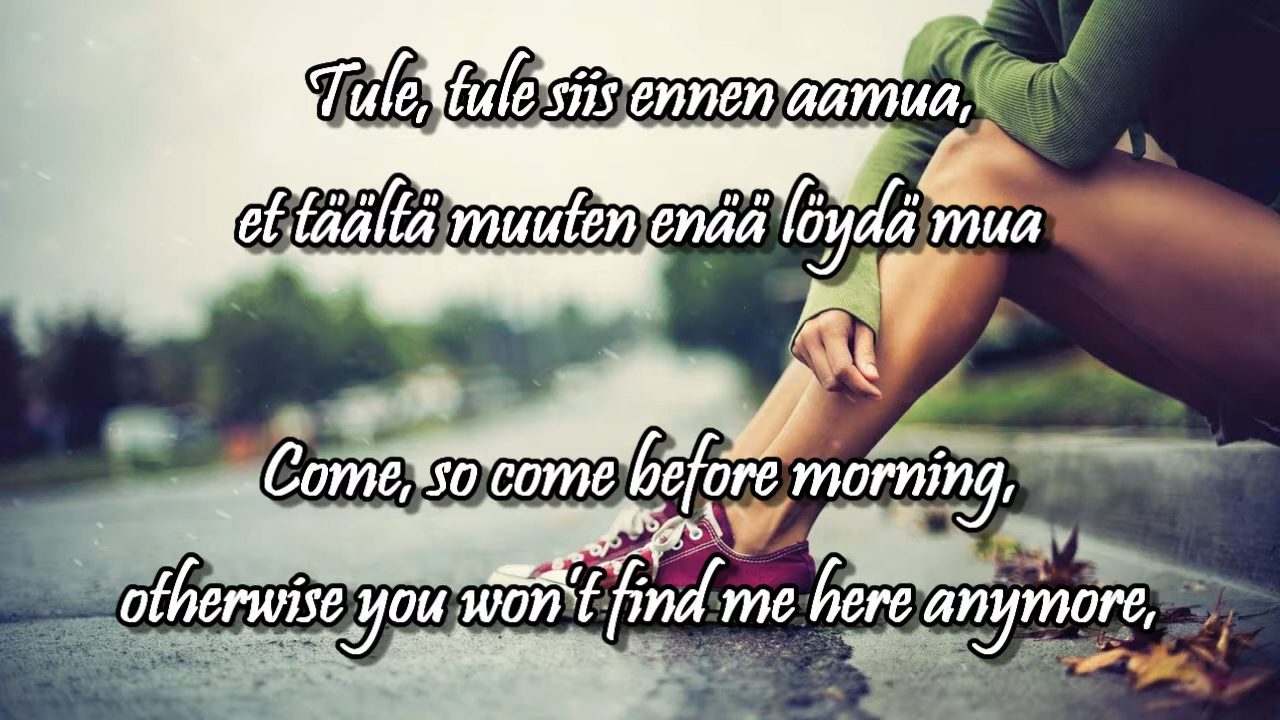 Tule, tule siis ennen aamua,
et täältä muuten enää löydä mua
Come, so come before morning,
otherwise you won't find me here anymore,